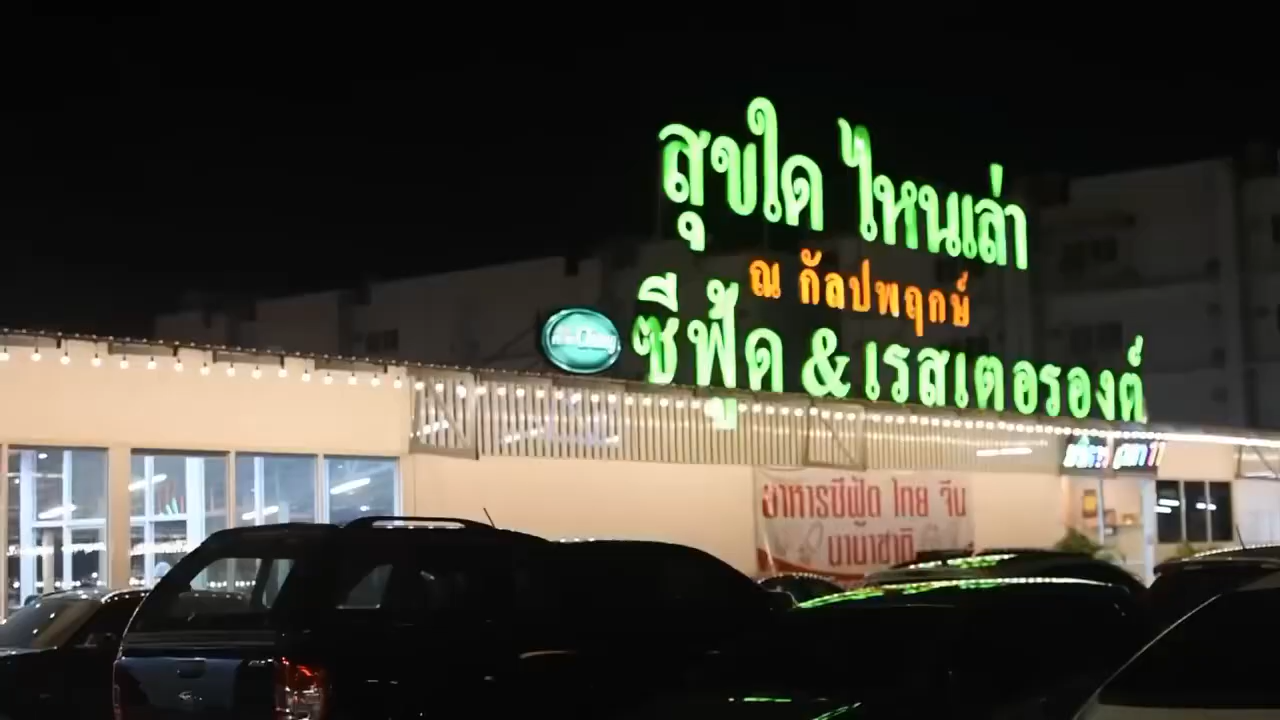 สุขใด ไหนเล่า
ณ กัลปพฤกษ์
ซีฟู้ด & เรสเตอรองต์
อาหารซีฟู้ด ไทย จีน
นานาชาติ